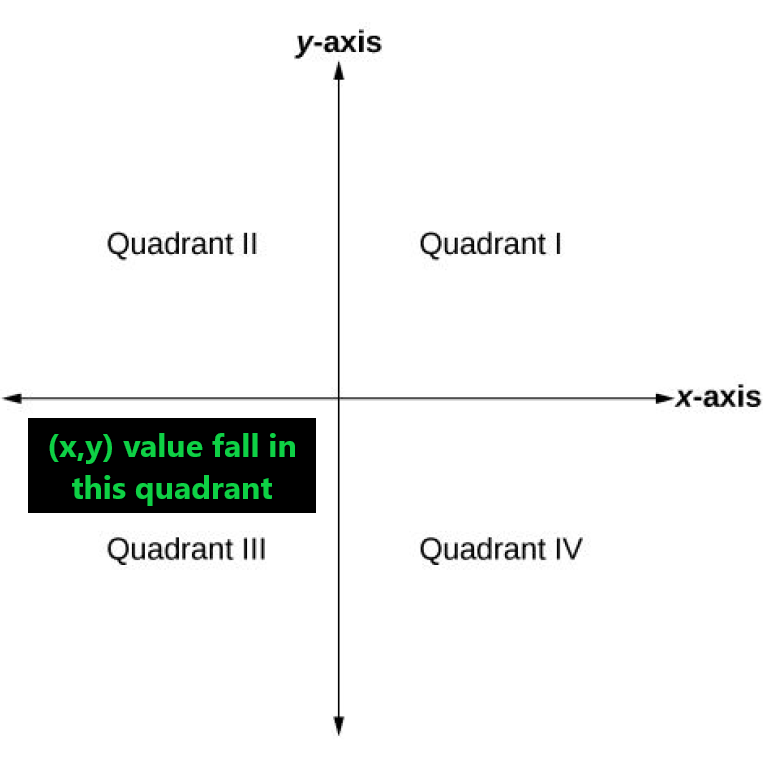 y-axis
Quadrant II
Quadrant I
x-axis
(x,y) value fall in
this quadrant
Quadrant III
Quadrant IV